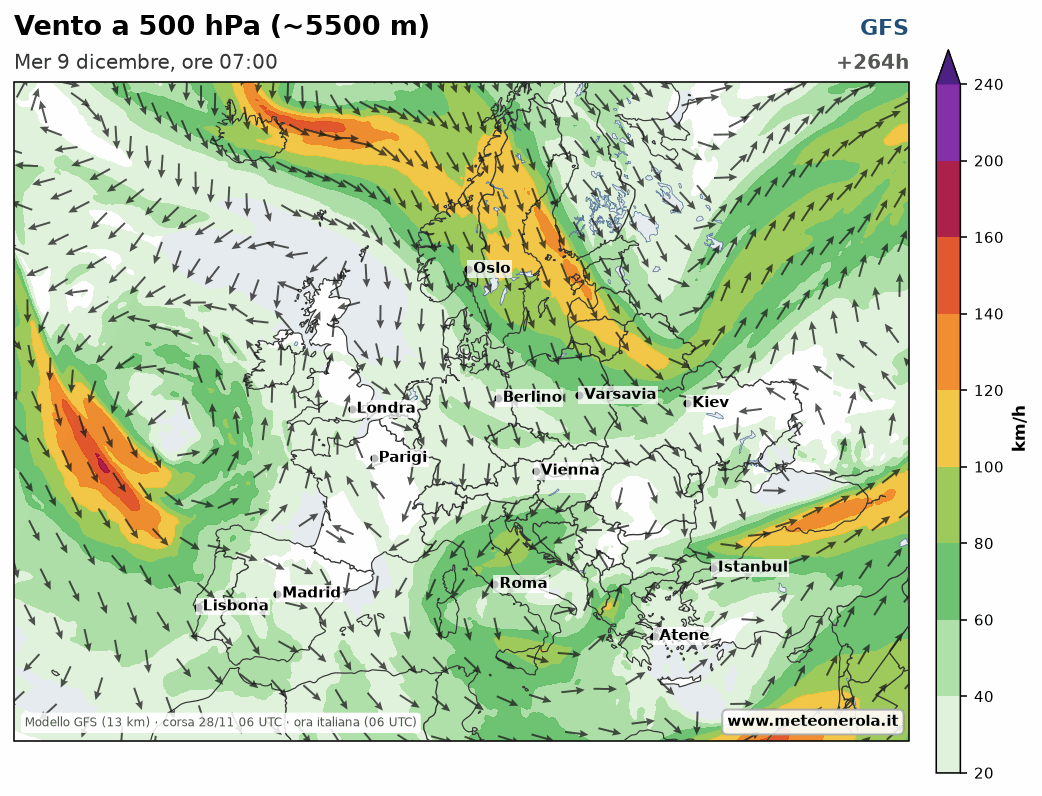 Vento a 500 hPa (~5500 m)
GFS
Mer 9 dicembre, ore 07:00
+264h
240
200
160
140
120
100
80
60
40
20
km/h
Oslo
Berlino
Varsavia
Kiev
Londra
Parigi
Vienna
Istanbul
Roma
Madrid
Lisbona
Atene
Modello GFS (13 km) · corsa 28/11 06 UTC · ora italiana (06 UTC)
www.meteonerola.it